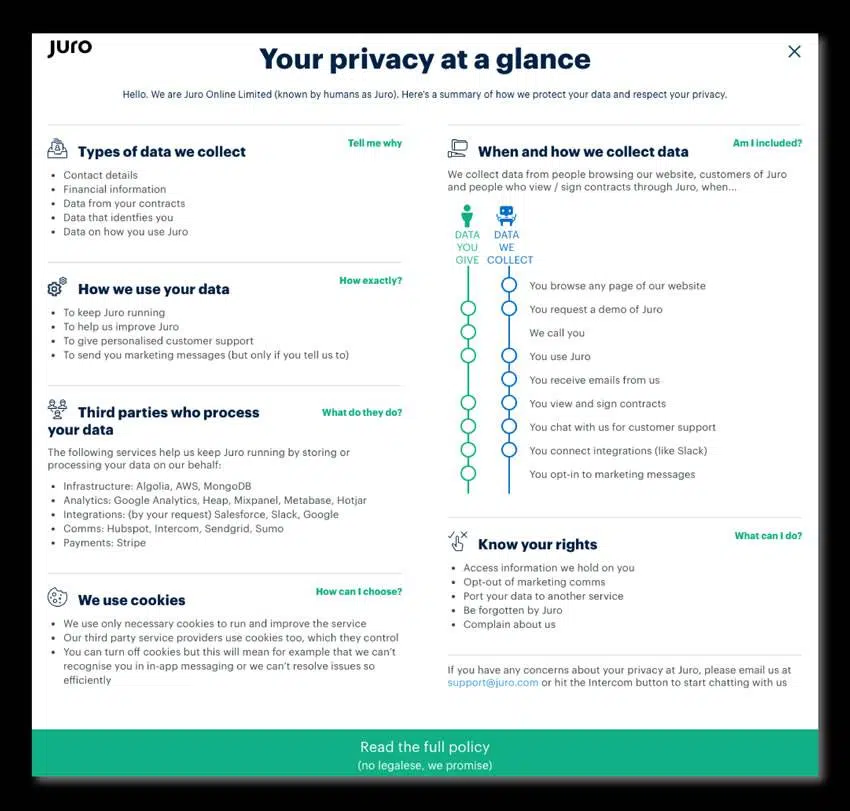 Juro
Your privacy at a glance
Hello. We are Juro Online Limited (known by humans as Juro). Here's a summary of how we protect your data and respect your privacy.
Types of data we collect
Tell me why
• Contact details
• Financial information
• Data from your contracts
• Data that identfies you
• Data on how you use Juro
How we use your data
How exactly?
• To keep Juro running
• To help us improve Juro
• To give personalised customer support
• To send you marketing messages (but only if you tell us to)
Third parties who process
your data
What do they do?
The following services help us keep Juro running by storing or
processing your data on our behalf:
• Infrastructure: Algolia, AWS, MongoDB
• Analytics: Google Analytics, Heap, Mixpanel, Metabase, Hotjar
• Integrations: (by your request) Salesforce, Slack, Google
• Comms: Hubspot, Intercom, Sendgrid, Sumo
• Payments: Stripe
We use cookies
How can I choose?
• We use only necessary cookies to run and improve the service
• Our third party service providers use cookies too, which they control
• You can turn off cookies but this will mean for example that we can't
recognise you in in-app messaging or we can't resolve issues so
efficiently
When and how we collect data
Am I included?
We collect data from people browsing our website, customers of Juro
and people who view / sign contracts through Juro, when...
DATA
YOU
GIVE
DATA
WE
COLLECT
You browse any page of our website
You request a demo of Juro
We call you
You use Juro
You receive emails from us
You view and sign contracts
You chat with us for customer support
You connect integrations (like Slack)
You opt-in to marketing messages
Know your rights
What can I do?
• Access information we hold on you
• Opt-out of marketing comms
• Port your data to another service
• Be forgotten by Juro
• Complain about us
If you have any concerns about your privacy at Juro, please email us at
support@juro.com or hit the Intercom button to start chatting with us
Read the full policy
(no legalese, we promise)